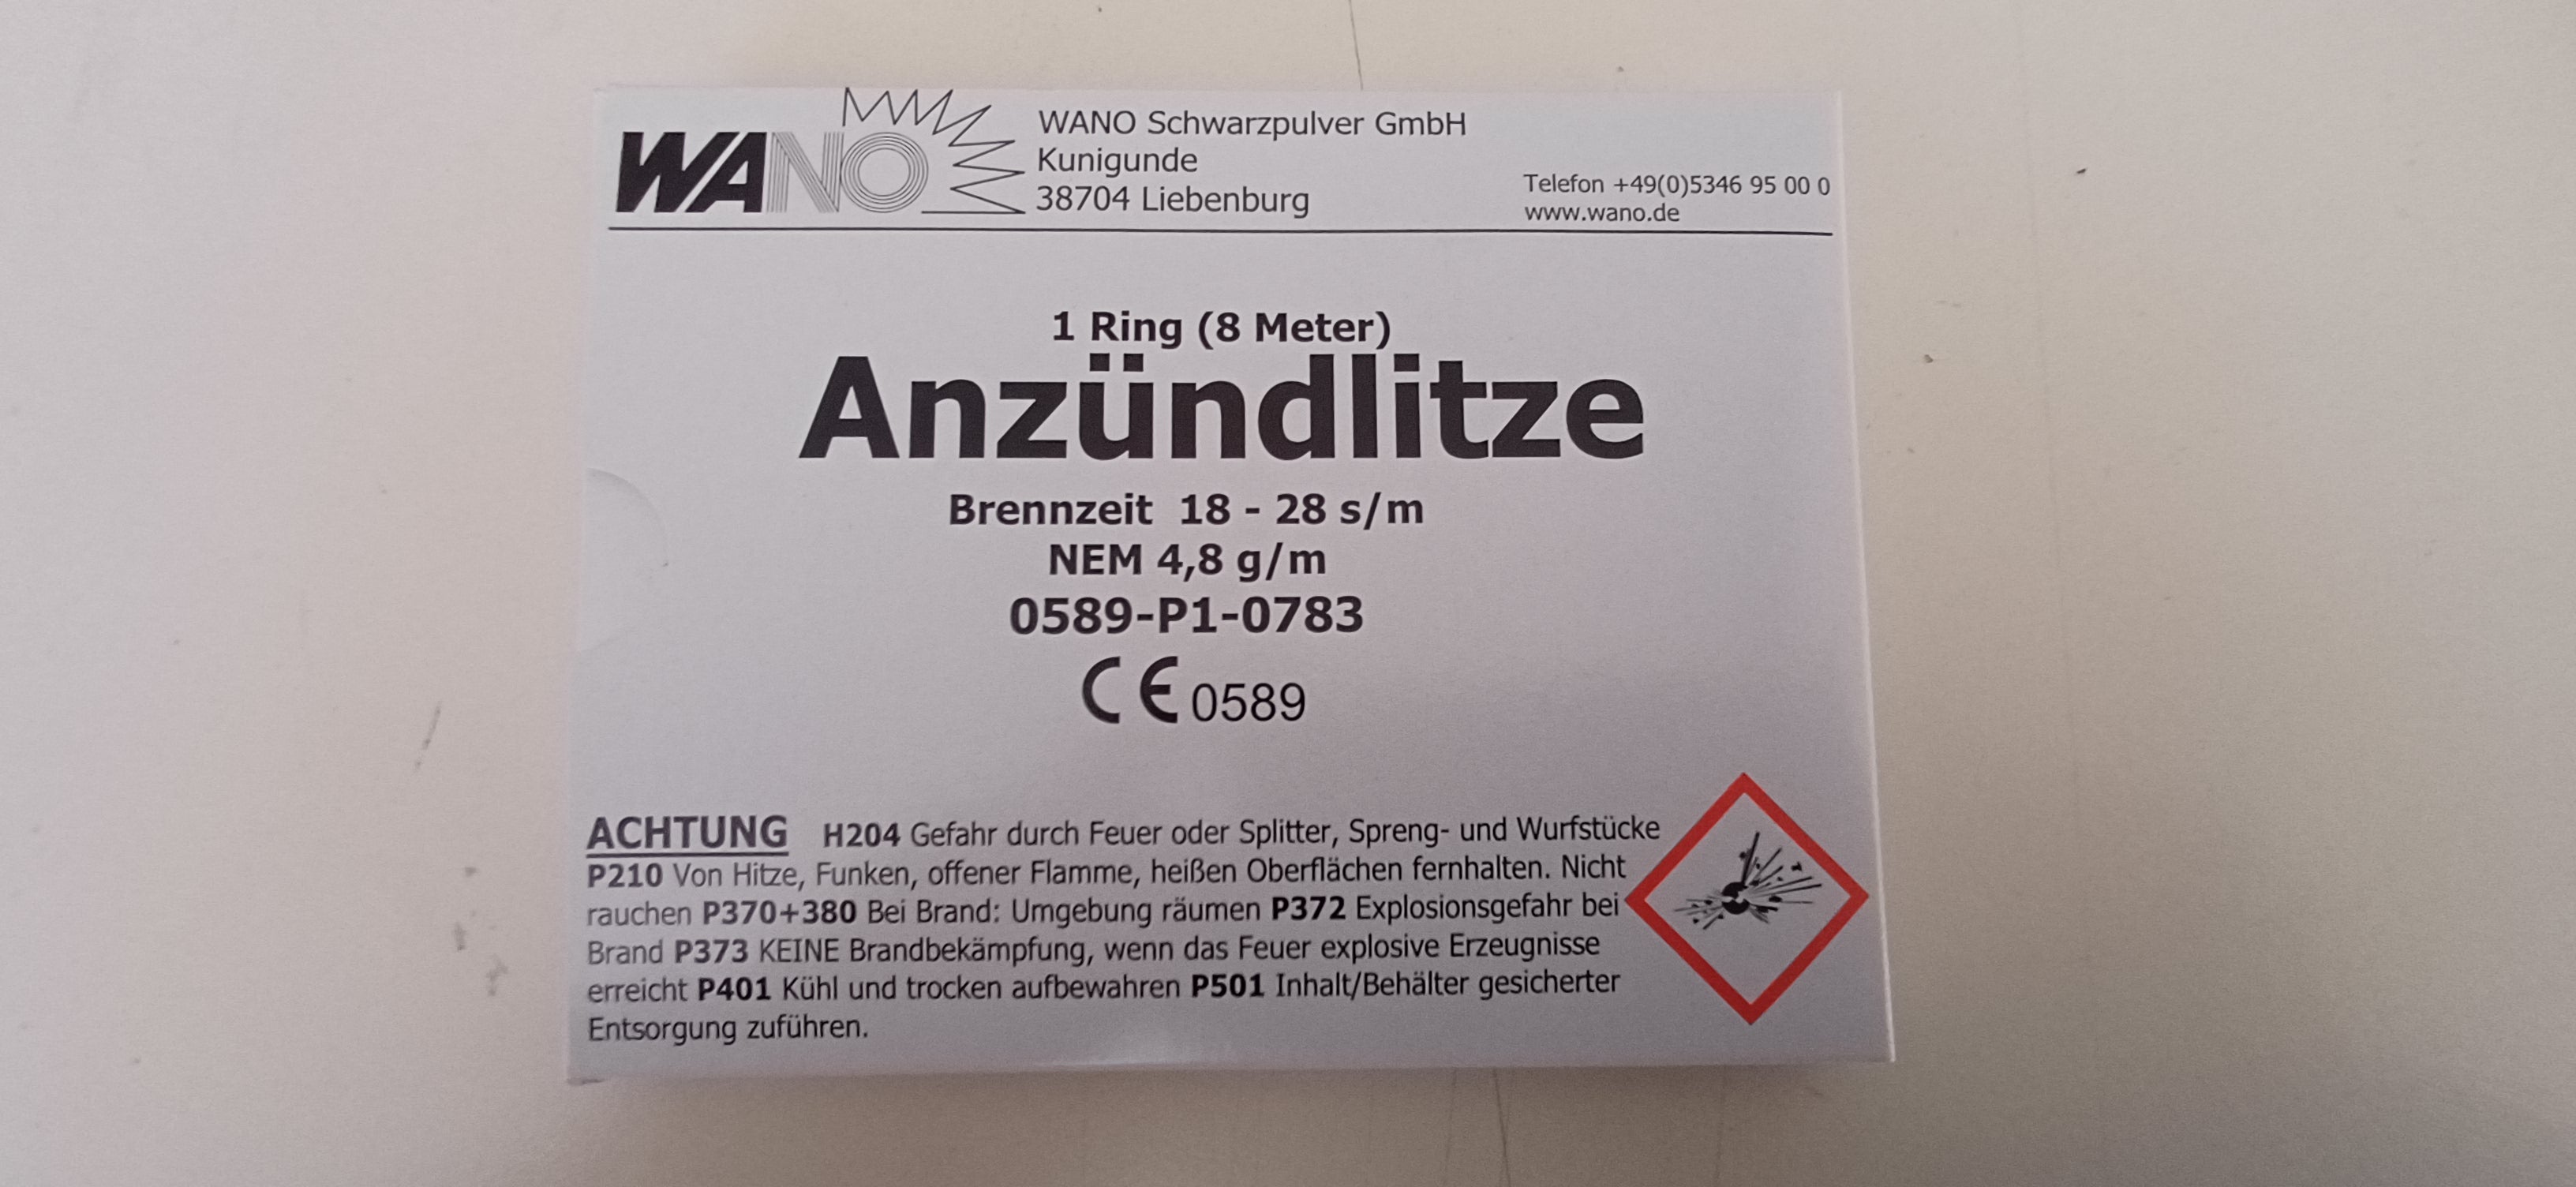 WANO
WANO Schwarzpulver GmbH
Kunigunde
38704 Liebenburg
Telefon +49(0)5346 95 00 0
www.wano.de
1 Ring (8 Meter)
Anzündlitze
Brennzeit 18 - 28 s/m
NEM 4,8 g/m
0589-P1-0783
CE 0589
ACHTUNG H204 Gefahr durch Feuer oder Splitter, Spreng- und Wurfstücke
P210 Von Hitze, Funken, offener Flamme, heißen Oberflächen fernhalten. Nicht
rauchen P370+380 Bei Brand: Umgebung räumen P372 Explosionsgefahr bei
Brand P373 KEINE Brandbekämpfung, wenn das Feuer explosive Erzeugnisse
erreicht P401 Kühl und trocken aufbewahren P501 Inhalt/Behälter gesicherter
Entsorgung zuführen.